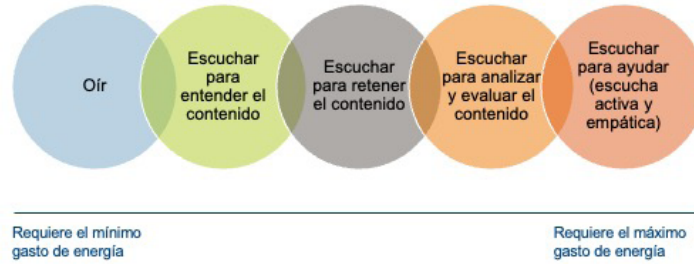 Oír
Escuchar
para
entender el
contenido
Escuchar
para retener
el contenido
Escuchar
para analizar
y evaluar el
contenido
Escuchar
para ayudar
(escucha
activa y
empática)
Requiere el mínimo
gasto de energía
Requiere el máximo
gasto de energía